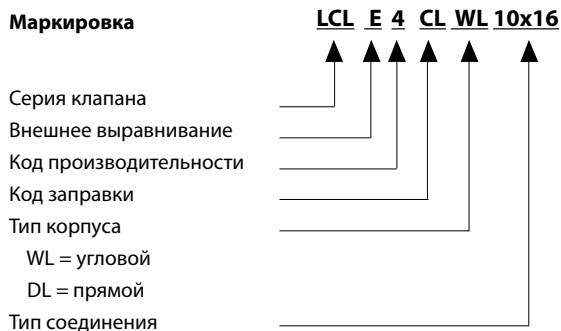 Маркировка LCL E 4 CL WL 10x16
Серия клапана
Внешнее выравнивание
Код производительности
Код заправки
Тип корпуса
WL = угловой
DL = прямой
Тип соединения